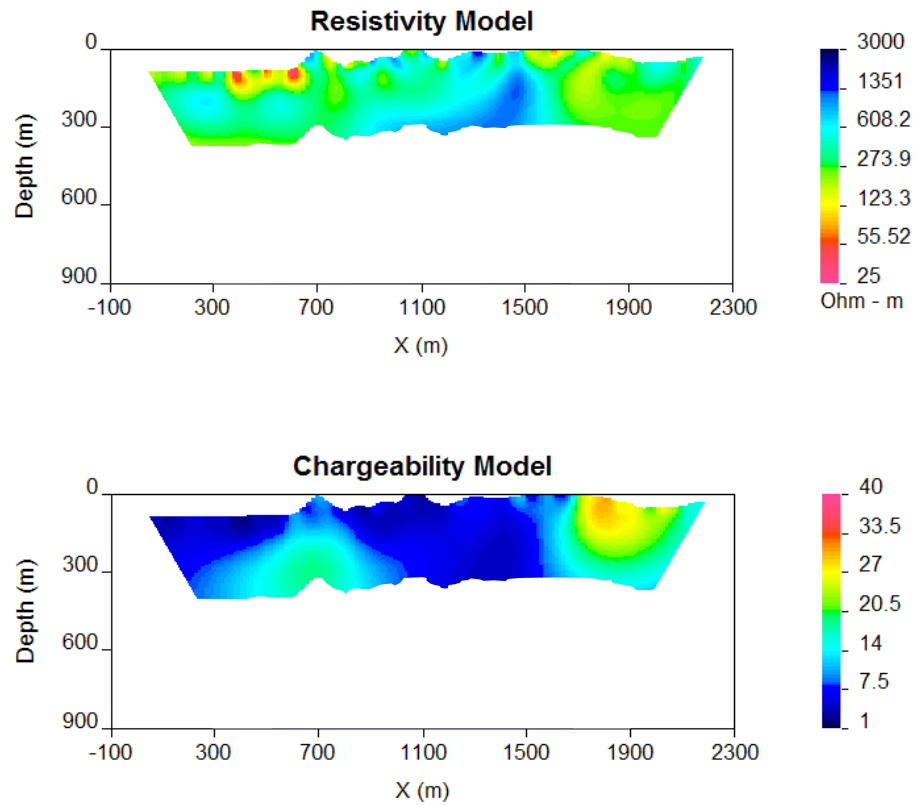 Resistivity Model
0
300
600
900
Depth (m)
-100 300 700 1100 1500 1900 2300
X (m)
3000
1351
608.2
273.9
123.3
55.52
25
Ohm - m
Chargeability Model
0
300
600
900
Depth (m)
-100 300 700 1100 1500 1900 2300
X (m)
40
33.5
27
20.5
14
7.5
1